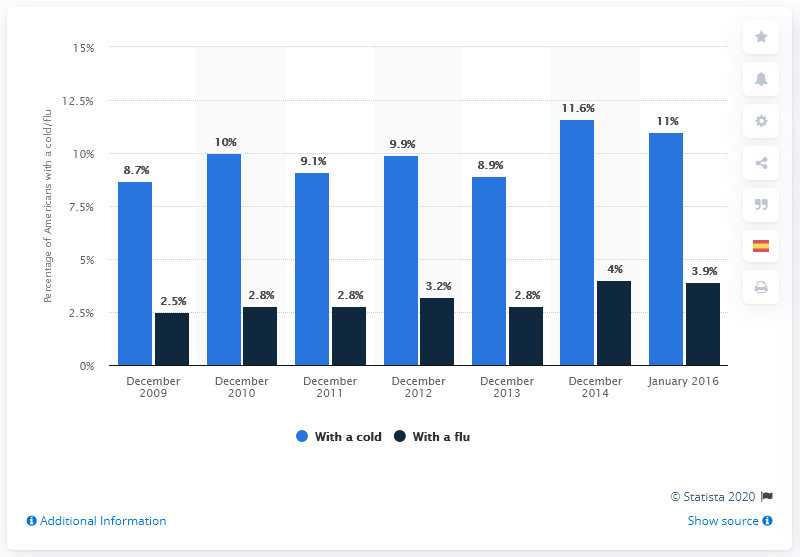 Percentage of Americans with a cold/flu
15%
12.5%
10%
7.5%
5%
2.5%
0%
8.7%
2.5%
10%
2.8%
9.1%
2.8%
9.9%
3.2%
8.9%
2.8%
11.6%
4%
11%
3.9%
December
2009
December
2010
December
2011
December
2012
December
2013
December
2014
January 2016
With a cold
With a flu
© Statista 2020
Additional Information
Show source